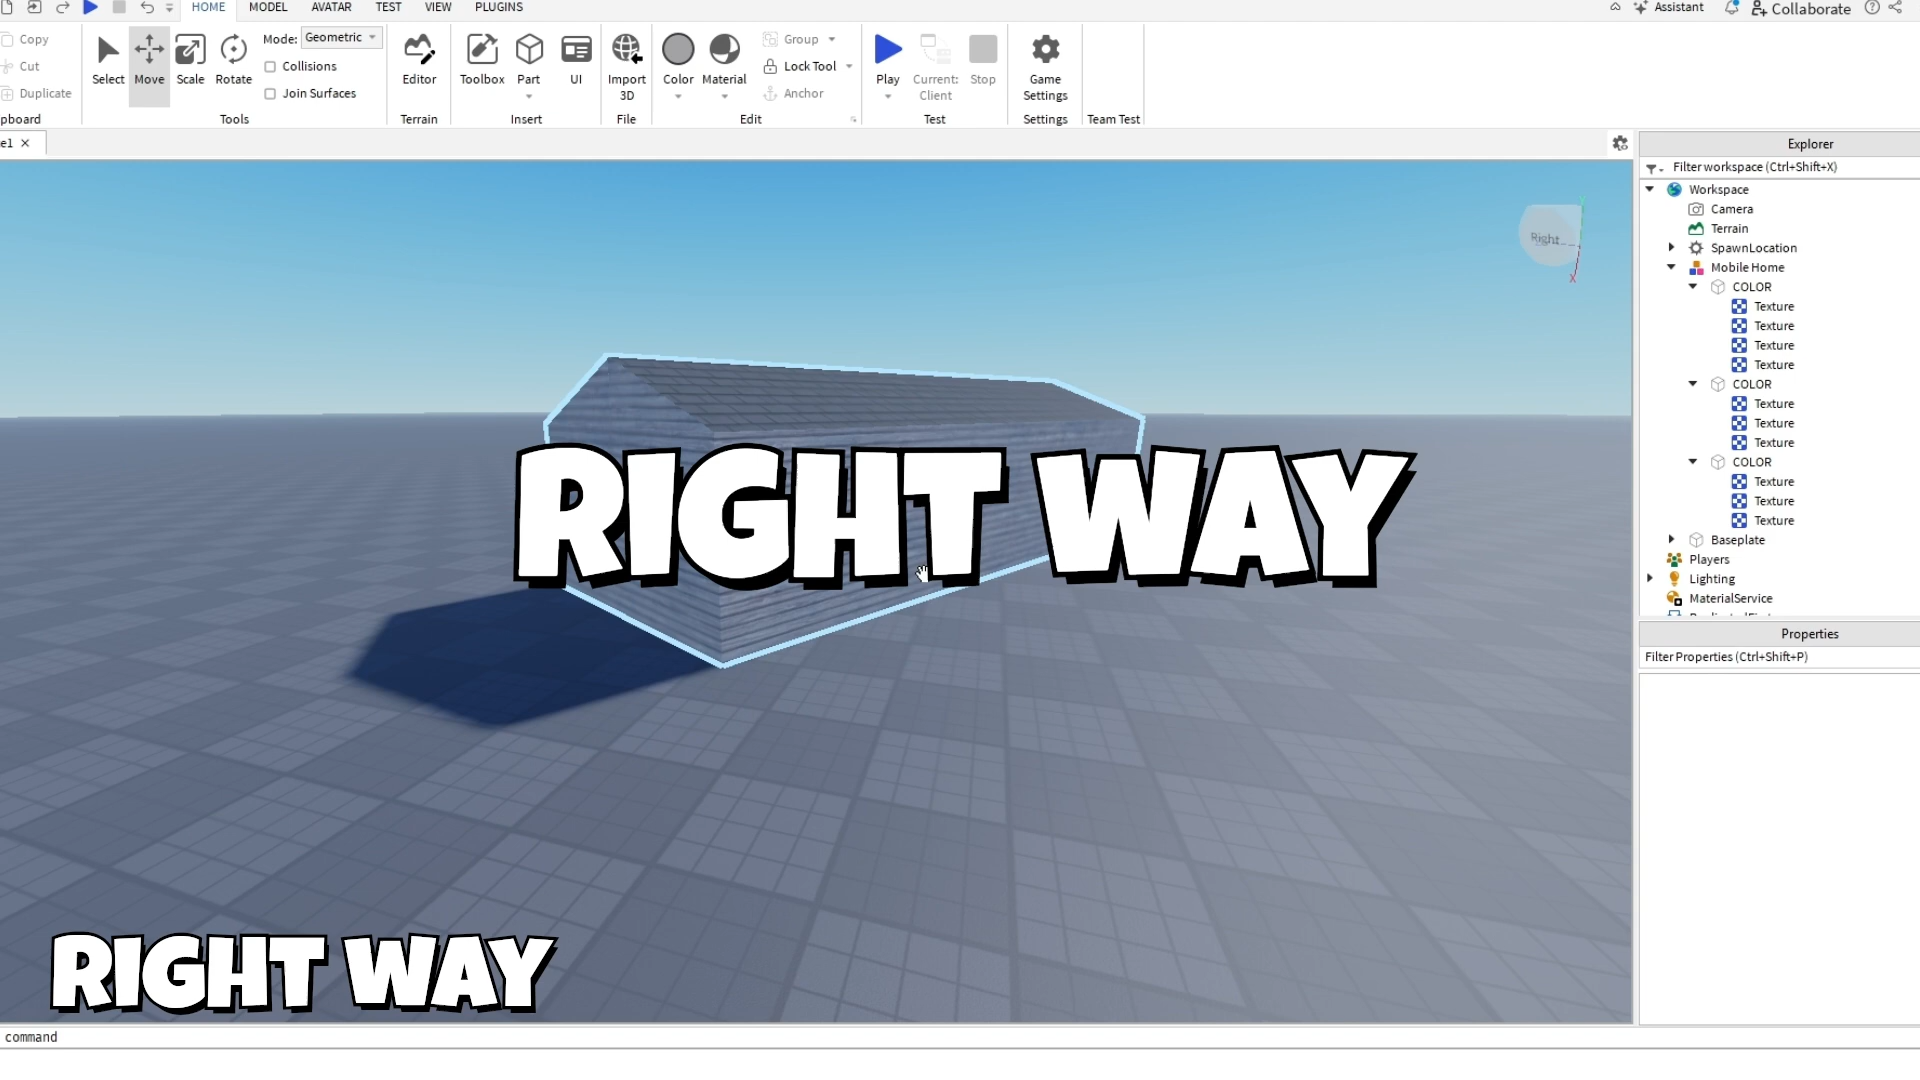 HOME MODEL AVATAR TEST VIEW PLUGINS Assistant Collaborate
Copy
Cut
Duplicate
pboard
Select Move Scale Rotate
Mode: Geometric
Collisions
Join Surfaces
Tools
Editor
Terrain
Toolbox Part UI
Insert
Import
3D
File
Color Material
Group
Lock Tool
Anchor
Edit
Play Current:
Client
Stop
Test
Game
Settings
Settings
Team Test
e1
Explorer
Filter workspace (Ctrl+Shift+X)
Workspace
Camera
Terrain
SpawnLocation
Mobile Home
COLOR
Texture
Texture
Texture
Texture
COLOR
Texture
Texture
Texture
COLOR
Texture
Texture
Texture
Baseplate
Players
Lighting
MaterialService
Properties
Filter Properties (Ctrl+Shift+P)
Right
X
RIGHT WAY
RIGHT WAY
command